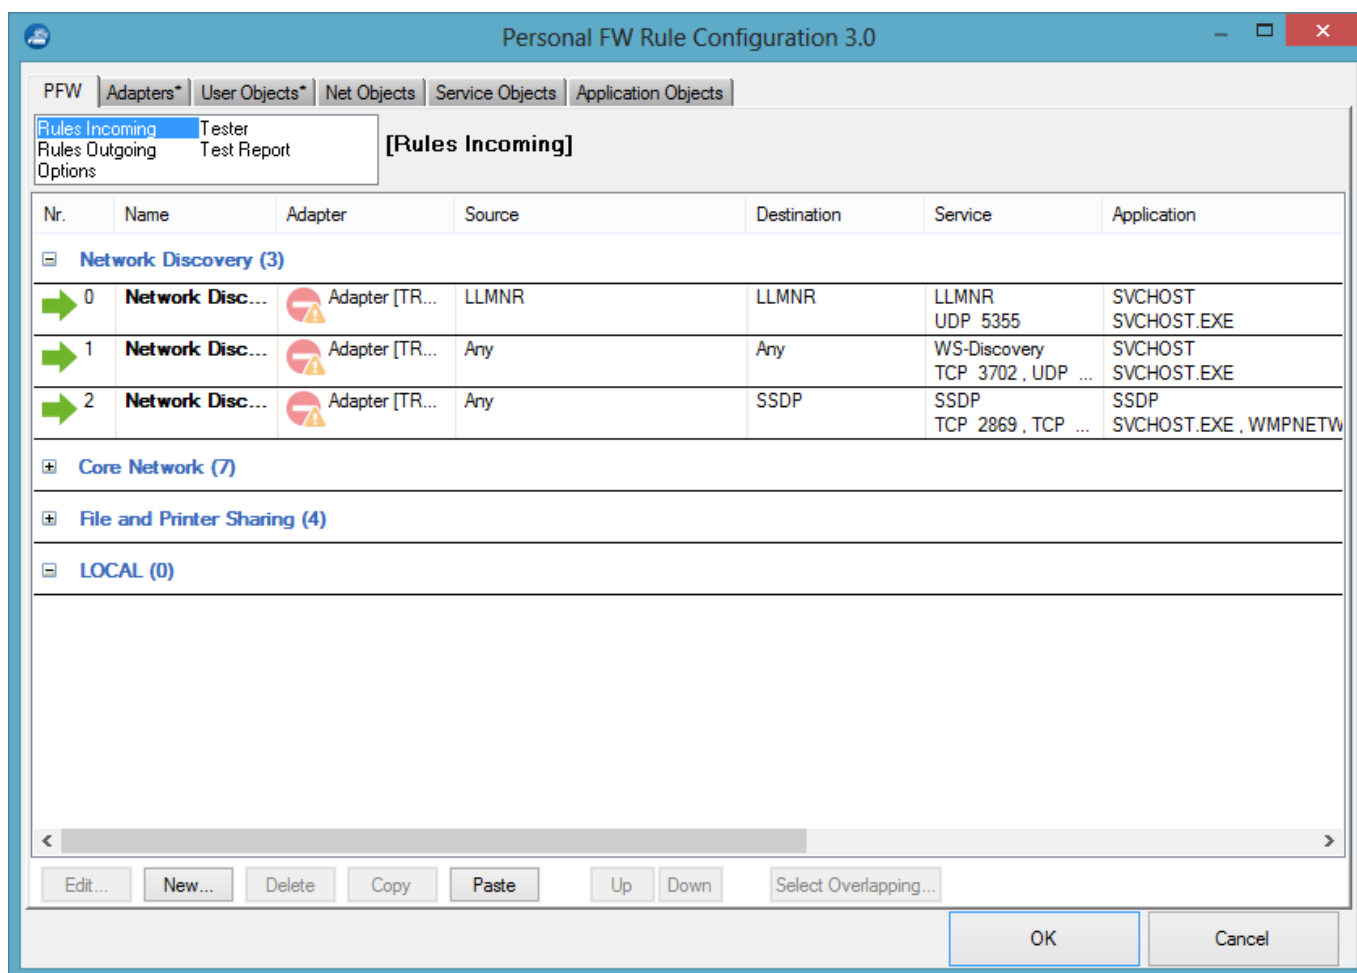 Personal FW Rule Configuration 3.0
PFW Adapters* User Objects* Net Objects Service Objects Application Objects
Rules Incoming Tester
Rules Outgoing Test Report
Options
[Rules Incoming]
Nr. Name Adapter Source Destination Service Application
Network Discovery (3)
0 Network Disc... Adapter [TR... LLMNR LLMNR LLMNR SVCHOST
UDP 5355 SVCHOST.EXE
1 Network Disc... Adapter [TR... Any Any WS-Discovery SVCHOST
TCP 3702 , UDP ... SVCHOST.EXE
2 Network Disc... Adapter [TR... Any SSDP SSDP SSDP
TCP 2869 , TCP ... SVCHOST.EXE , WMPNETW
Core Network (7)
File and Printer Sharing (4)
LOCAL (0)
Edit... New... Delete Copy Paste Up Down Select Overlapping...
OK Cancel